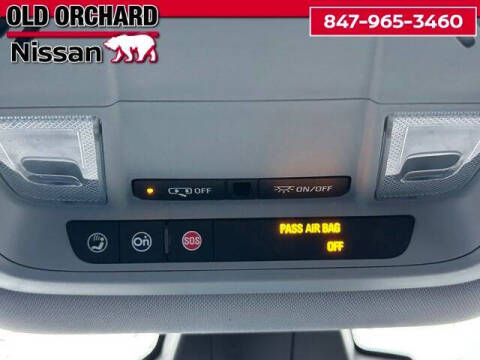 OLD ORCHARD
Nissan
847-965-3460
OFF
ON/OFF
On
SOS
PASS AIR BAG
OFF